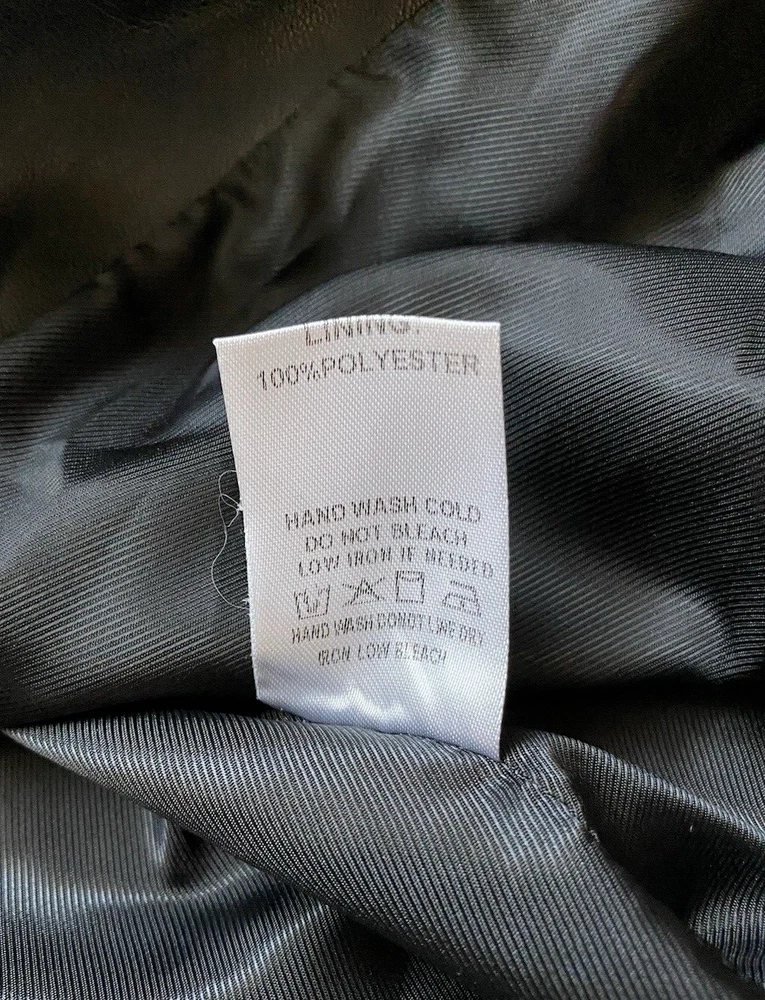 LINING:
100%POLYESTER
HAND WASH COLD
DO NOT BLEACH
LOW IRON IF NEEDED
HAND WASH DONOT LINE DRY
IRON LOW BLEACH